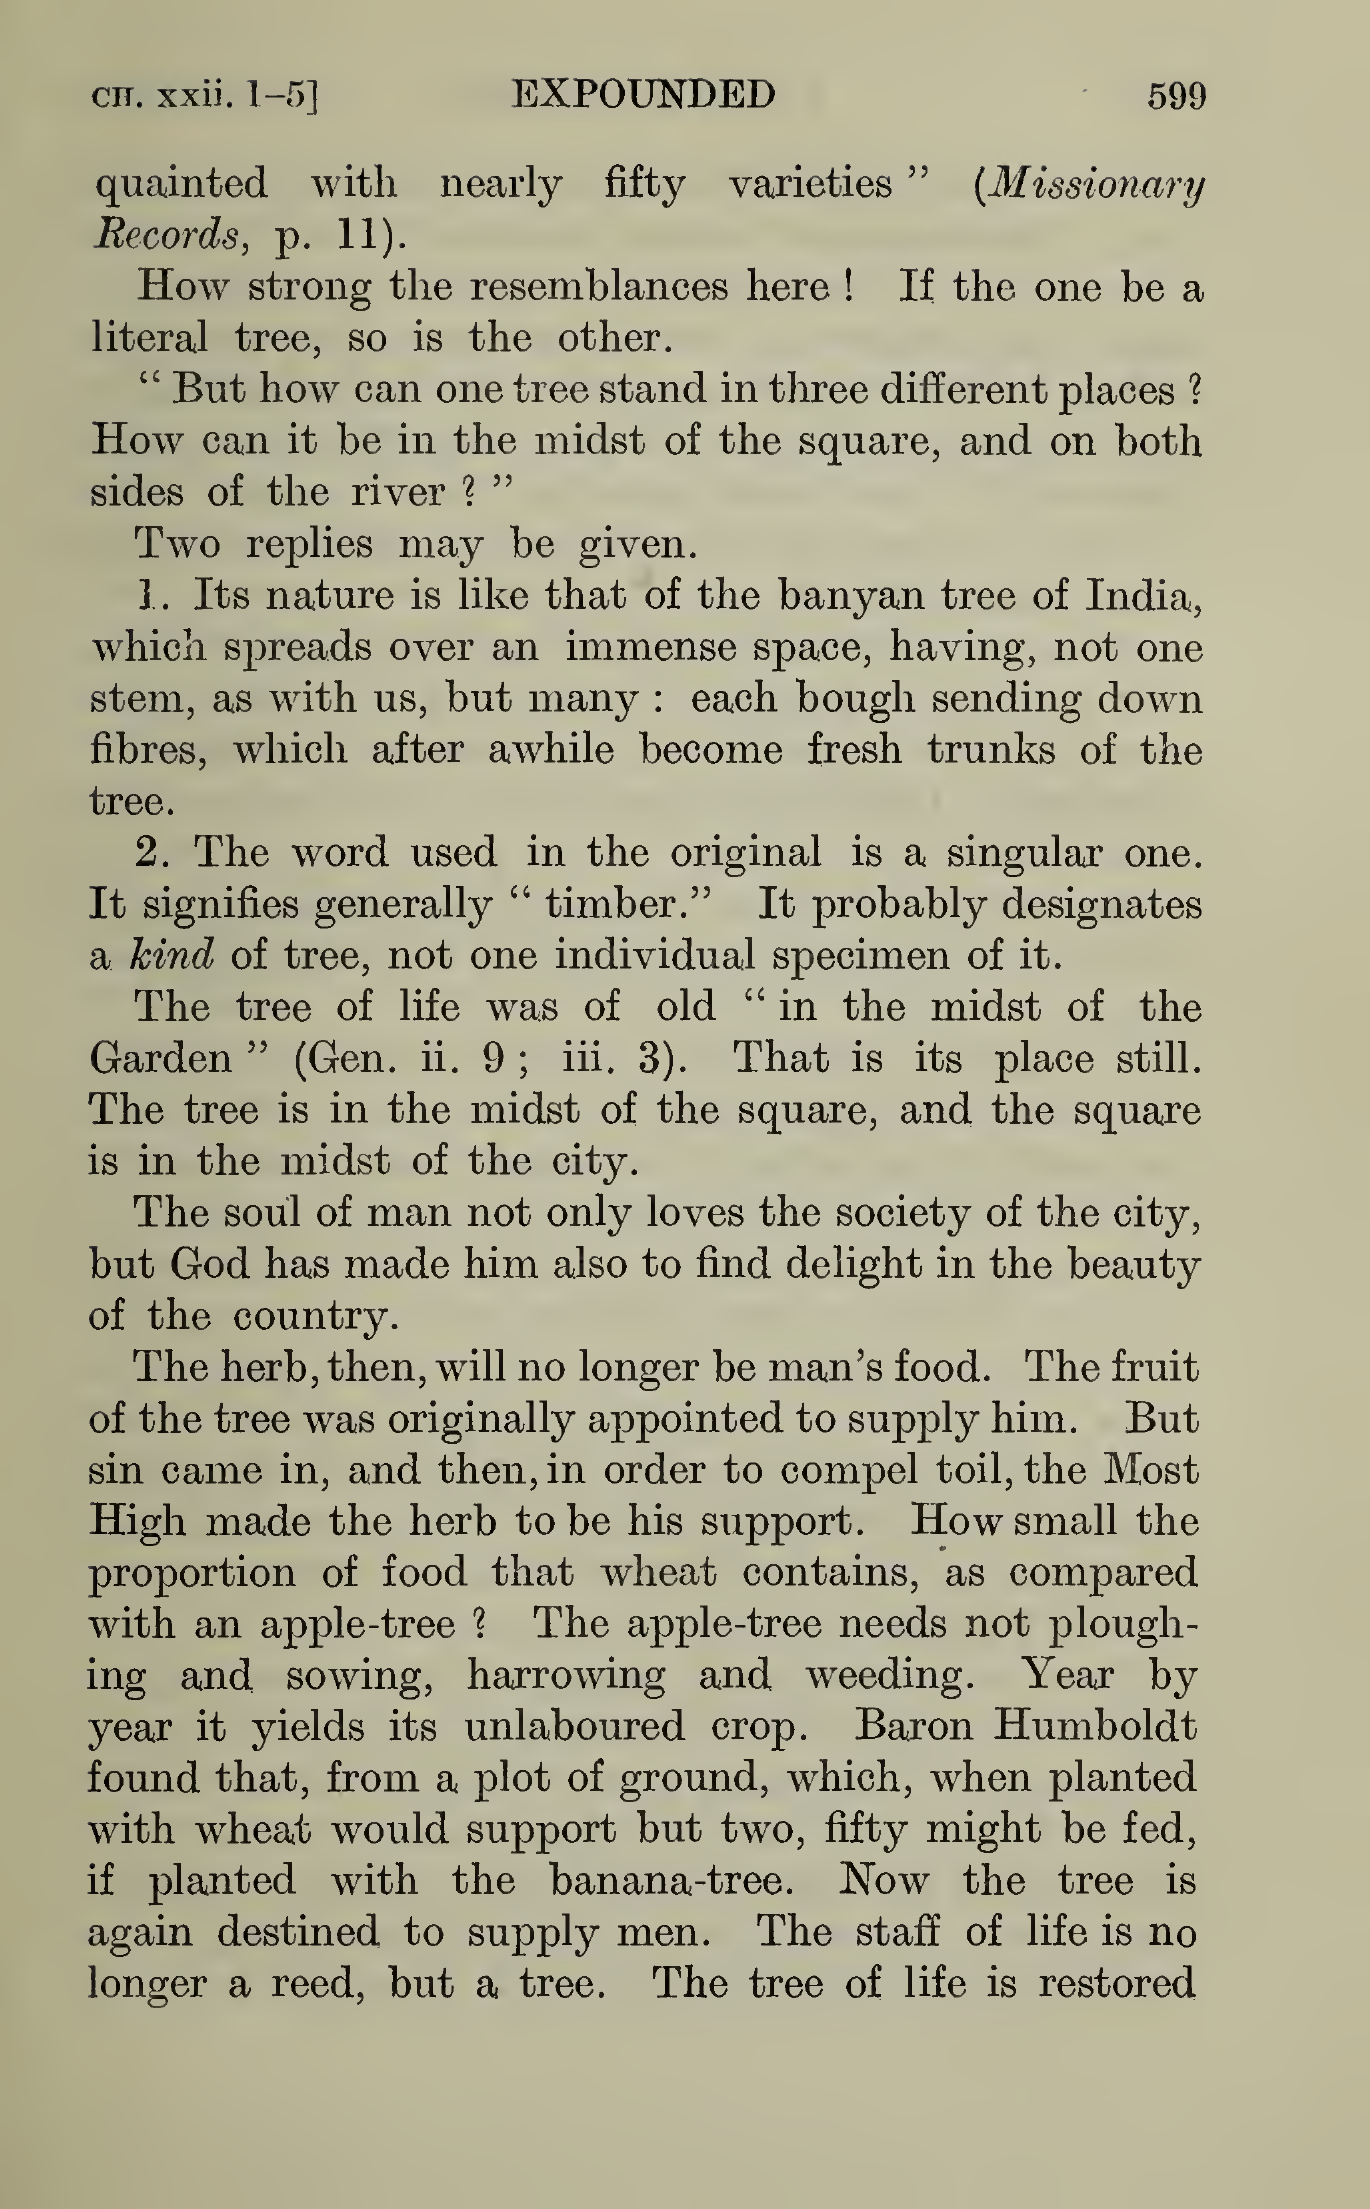 CH. xxii. 1–5] EXPOUNDED 599
quainted with nearly fifty varieties” (Missionary
Records, p. 11).
How strong the resemblances here! If the one be a
literal tree, so is the other.
“But how can one tree stand in three different places?
How can it be in the midst of the square, and on both
sides of the river?”
Two replies may be given.
1. Its nature is like that of the banyan tree of India,
which spreads over an immense space, having, not one
stem, as with us, but many: each bough sending down
fibres, which after awhile become fresh trunks of the
tree.
2. The word used in the original is a singular one.
It signifies generally “timber.” It probably designates
a kind of tree, not one individual specimen of it.
The tree of life was of old “in the midst of the
Garden” (Gen. ii. 9; iii. 3). That is its place still.
The tree is in the midst of the square, and the square
is in the midst of the city.
The soul of man not only loves the society of the city,
but God has made him also to find delight in the beauty
of the country.
The herb, then, will no longer be man’s food. The fruit
of the tree was originally appointed to supply him. But
sin came in, and then, in order to compel toil, the Most
High made the herb to be his support. How small the
proportion of food that wheat contains, as compared
with an apple-tree? The apple-tree needs not plough-
ing and sowing, harrowing and weeding. Year by
year it yields its unlaboured crop. Baron Humboldt
found that, from a plot of ground, which, when planted
with wheat would support but two, fifty might be fed,
if planted with the banana-tree. Now the tree is
again destined to supply men. The staff of life is no
longer a reed, but a tree. The tree of life is restored